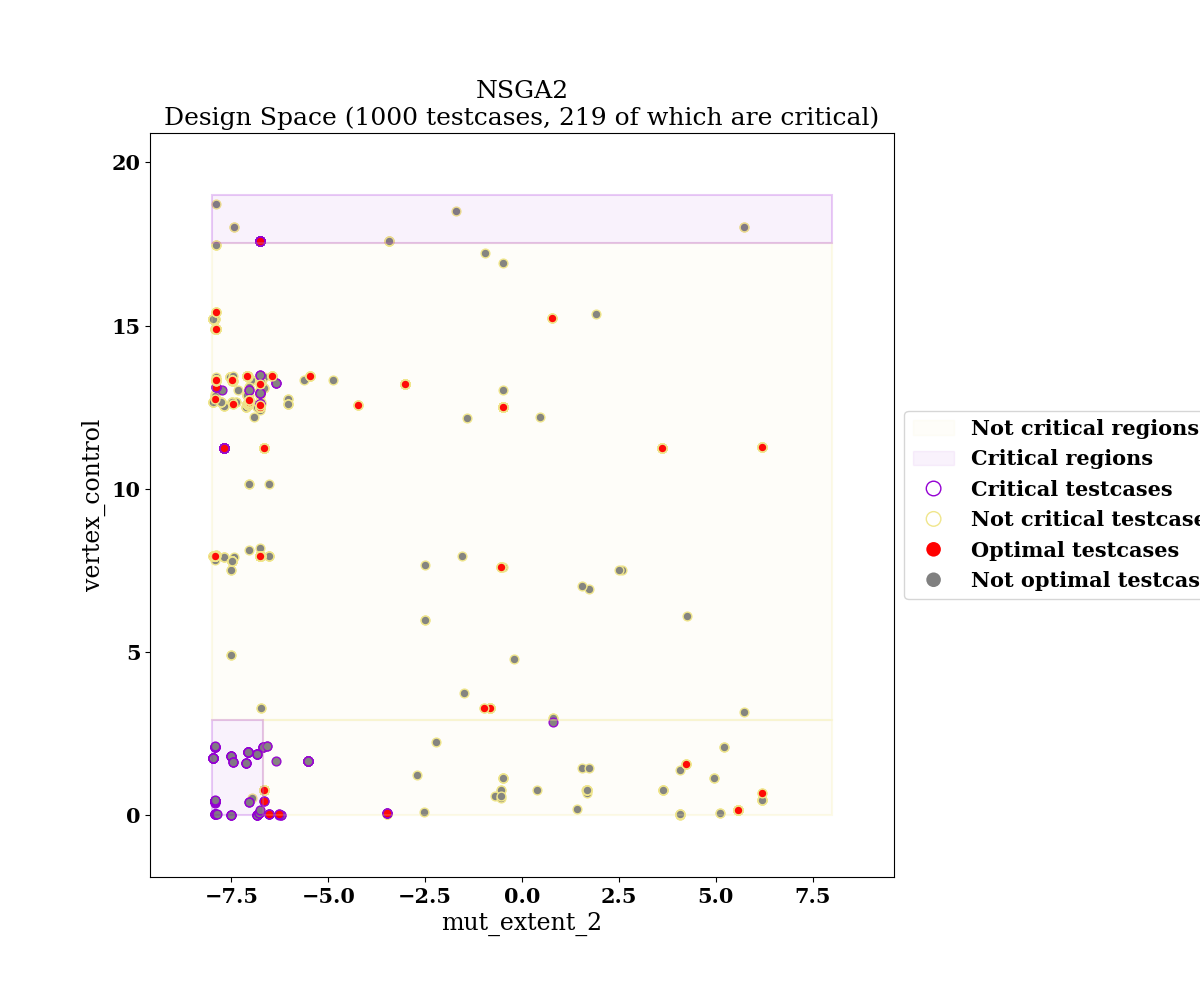 NSGA2
Design Space (1000 testcases, 219 of which are critical)
20
15
10
5
0
vertex_control
−7.5
−5.0
−2.5
0.0
2.5
5.0
7.5
mut_extent_2
Not critical regions
Critical regions
Critical testcases
Not critical testcase
Optimal testcases
Not optimal testcas